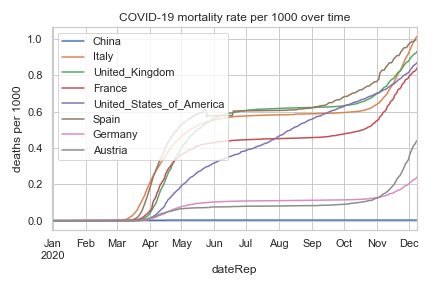 COVID-19 mortality rate per 1000 over time
deaths per 1000
1.0
0.8
0.6
0.4
0.2
0.0
China
Italy
United_Kingdom
France
United_States_of_America
Spain
Germany
Austria
Jan Feb Mar Apr May Jun Jul Aug Sep Oct Nov Dec
2020
dateRep